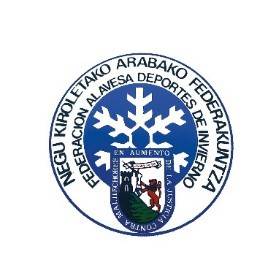 NEGU KIROLETAKO ARABAKO FEDERAKUNTZA
FEDERACION ALAVESA DEPORTES DE INVIERNO
EN AUMENTO DE LA JUSTICIA CONTRA MALHECHORES